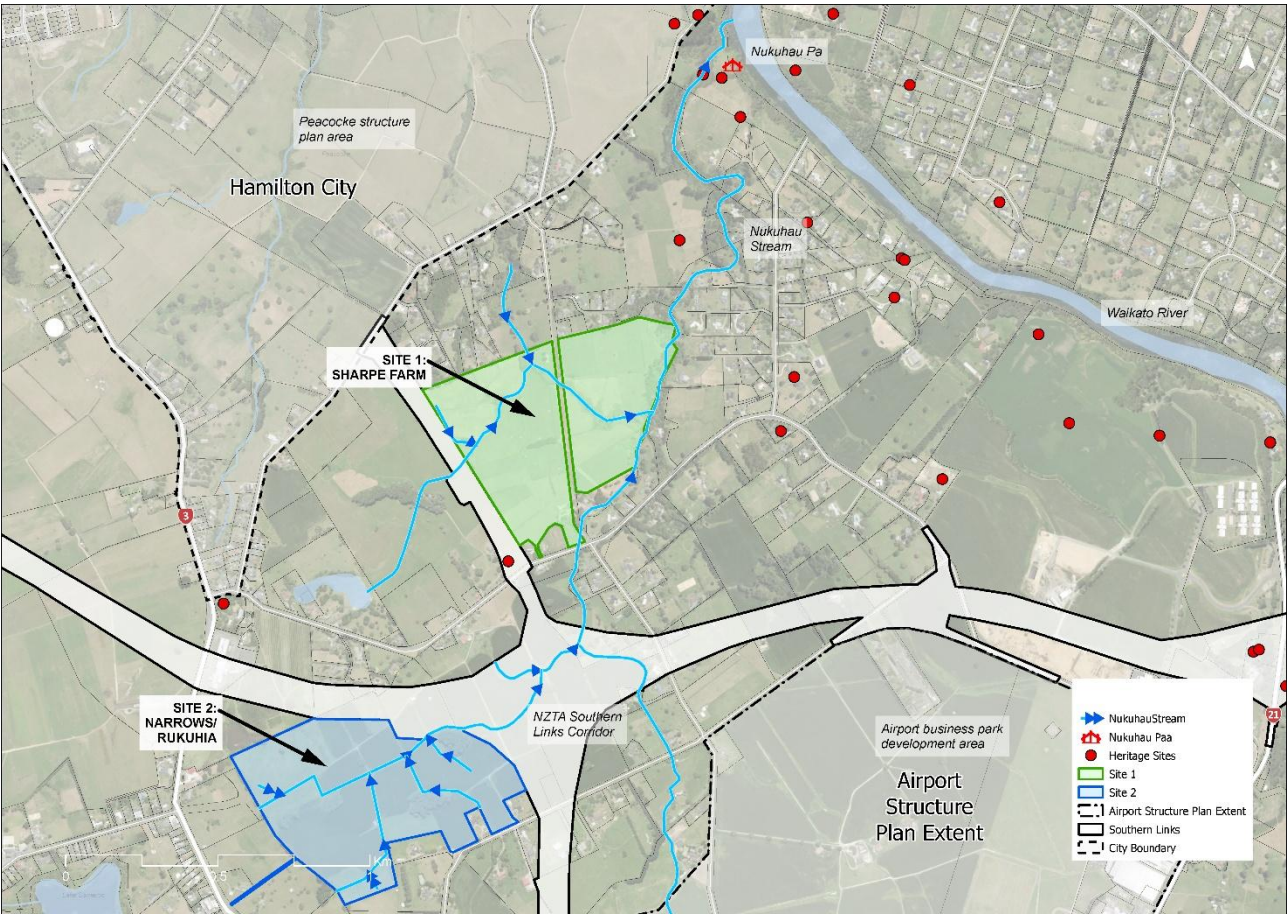 Nukuhau Pa
Peacocke structure
plan area
Hamilton City
Nukuhau
Stream
Waikato River
SITE 1:
SHARPE FARM
3
SITE 2:
NARROWS/
RUKUHIA
NZTA Southern
Links Corridor
Airport business park
development area
Airport
Structure
Plan Extent
21
NukuhauStream
Nukuhau Paa
Heritage Sites
Site 1
Site 2
Airport Structure Plan Extent
Southern Links
City Boundary
0